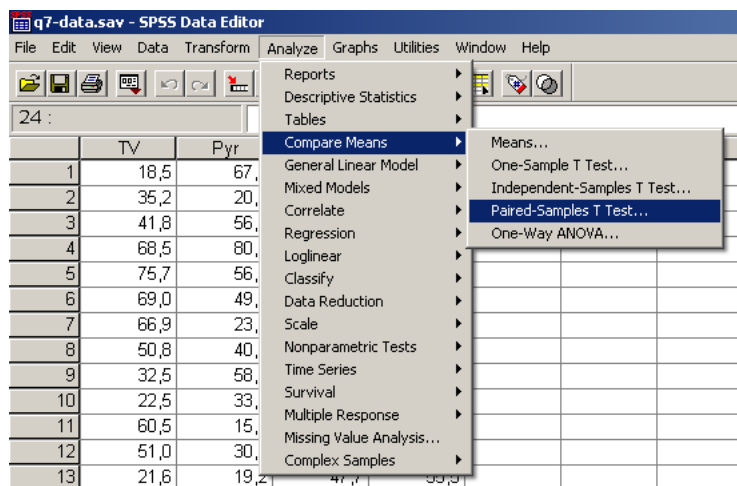 q7-data.sav - SPSS Data Editor
File Edit View Data Transform Analyze Graphs Utilities Window Help
24 :
TV Pyr
1 18,5 67,
2 35,2 20,
3 41,8 56,
4 68,5 80,
5 75,7 56,
6 69,0 49,
7 66,9 23,
8 50,8 40,
9 32,5 58,
10 22,5 33,
11 60,5 15,
12 51,0 30,
13 21,6 19,2 47,7
Reports
Descriptive Statistics
Tables
Compare Means
General Linear Model
Mixed Models
Correlate
Regression
Loglinear
Classify
Data Reduction
Scale
Nonparametric Tests
Time Series
Survival
Multiple Response
Missing Value Analysis...
Complex Samples
Means...
One-Sample T Test...
Independent-Samples T Test...
Paired-Samples T Test...
One-Way ANOVA...